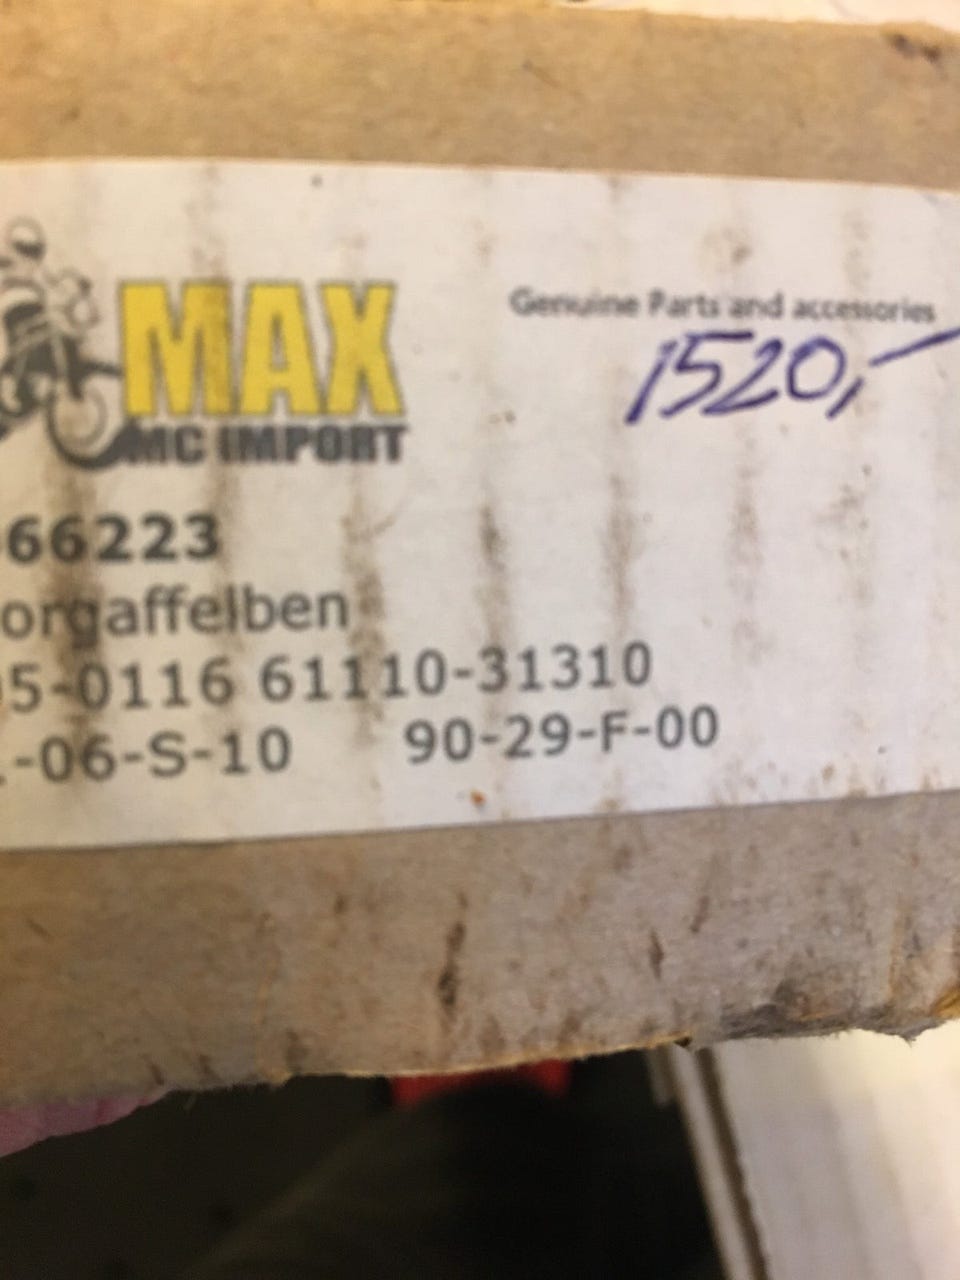 Genuine Parts and accessories
MAX
MC IMPORT
1520,-
66223
orgaffelben
5-0116 61110-31310
-06-S-10 90-29-F-00